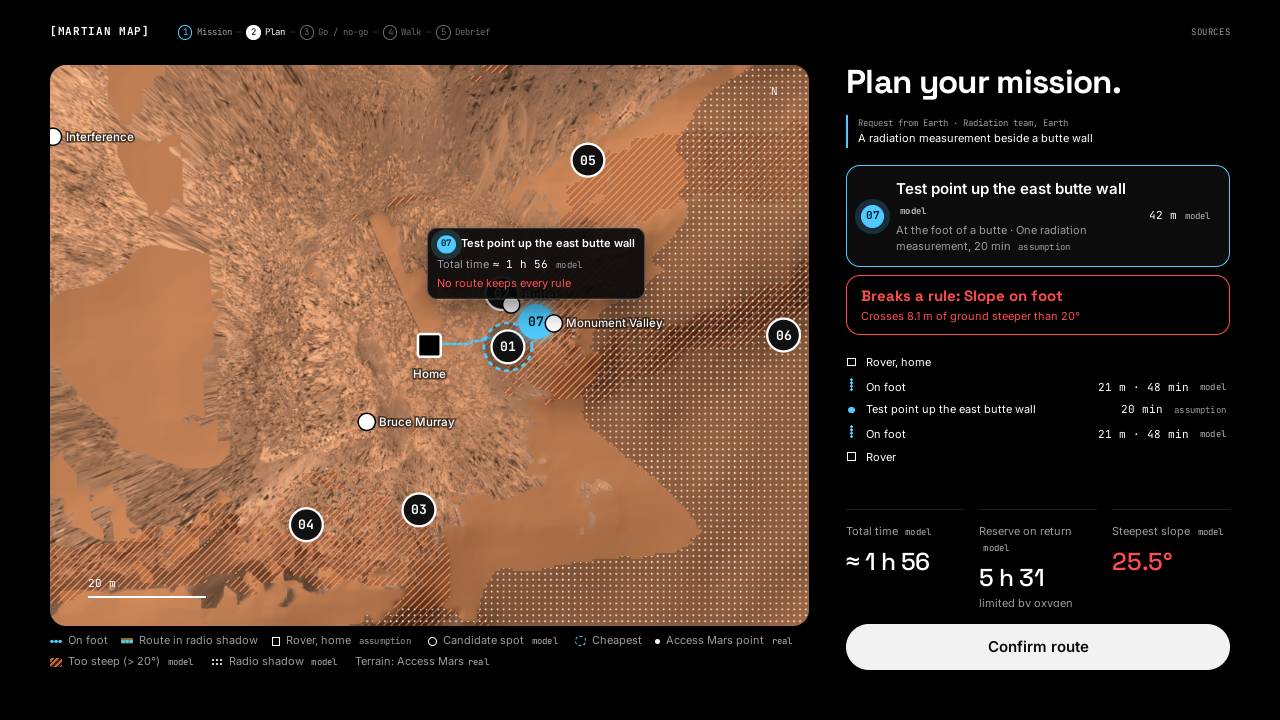 [MARTIAN MAP]
1 Mission
2 Plan
3 Go / no-go
4 Walk
5 Debrief
SOURCES
N
Interference
05
07 Test point up the east butte wall
Total time ≈ 1 h 56 model
No route keeps every rule
07
Monument Valley
01
06
Home
Bruce Murray
03
04
20 m
On foot
Route in radio shadow
Rover, home assumption
Candidate spot model
Cheapest
Access Mars point real
Too steep (> 20°) model
Radio shadow model
Terrain: Access Mars real
Plan your mission.
Request from Earth · Radiation team, Earth
A radiation measurement beside a butte wall
07
Test point up the east butte wall
model
42 m model
At the foot of a butte · One radiation
measurement, 20 min assumption
Breaks a rule: Slope on foot
Crosses 8.1 m of ground steeper than 20°
Rover, home
On foot 21 m · 48 min model
Test point up the east butte wall 20 min assumption
On foot 21 m · 48 min model
Rover
Total time model
≈ 1 h 56
Reserve on return
model
5 h 31
limited by oxygen
Steepest slope model
25.5°
Confirm route